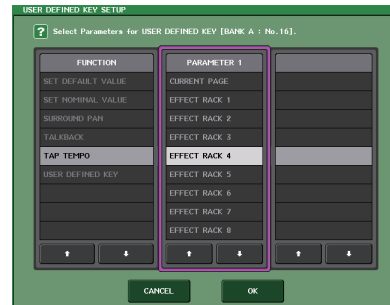 USER DEFINED KEY SETUP
? Select Parameters for USER DEFINED KEY [BANK A : No.16].
FUNCTION
SET DEFAULT VALUE
SET NOMINAL VALUE
SURROUND PAN
TALKBACK
TAP TEMPO
USER DEFINED KEY
PARAMETER 1
CURRENT PAGE
EFFECT RACK 1
EFFECT RACK 2
EFFECT RACK 3
EFFECT RACK 4
EFFECT RACK 5
EFFECT RACK 6
EFFECT RACK 7
EFFECT RACK 8
CANCEL
OK